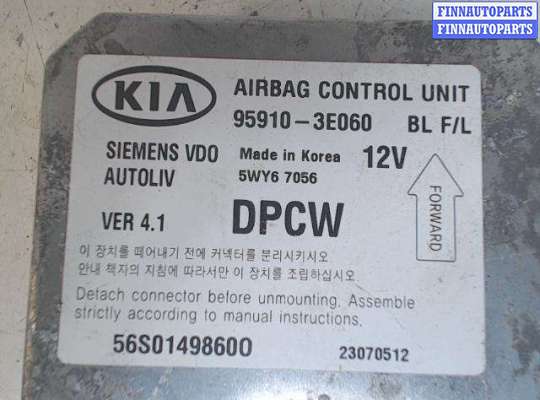 FINNAUTOPARTS
FINNAUTOPARTS
KIA
AIRBAG CONTROL UNIT
95910-3E060 BL F/L
SIEMENS VDO Made in Korea 12V
AUTOLIV 5WY6 7056
FORWARD
VER 4.1 DPCW
이 장치를 떼어내기 전에 커넥터를 분리시키시오
안내 책자의 지침에 따라서만 이 장치를 조립하십시오
Detach connector before unmounting. Assemble
strictly according to manual instructions.
56S01498600 23070512